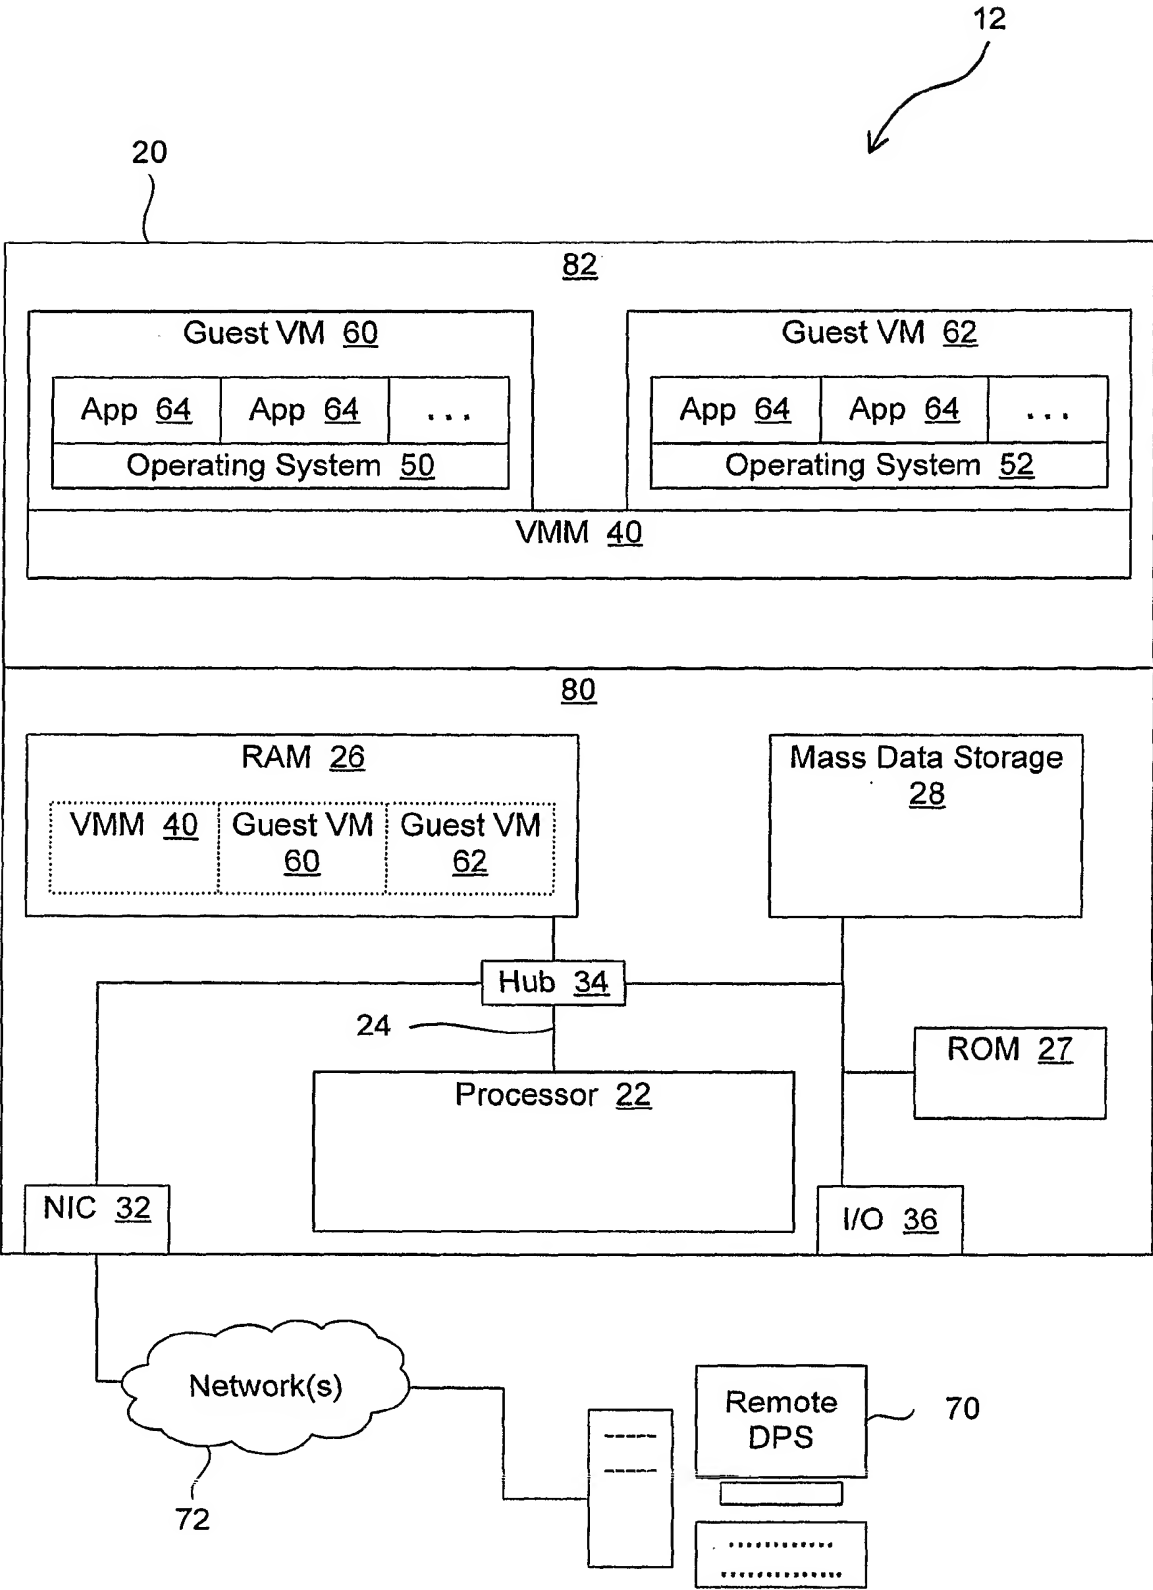 12
20
82
Guest VM 60
Guest VM 62
App 64 App 64 ...
App 64 App 64 ...
Operating System 50
Operating System 52
VMM 40
80
RAM 26
Mass Data Storage
28
VMM 40
Guest VM
60
Guest VM
62
Hub 34
24
ROM 27
Processor 22
NIC 32
I/O 36
Network(s)
Remote
DPS
70
72